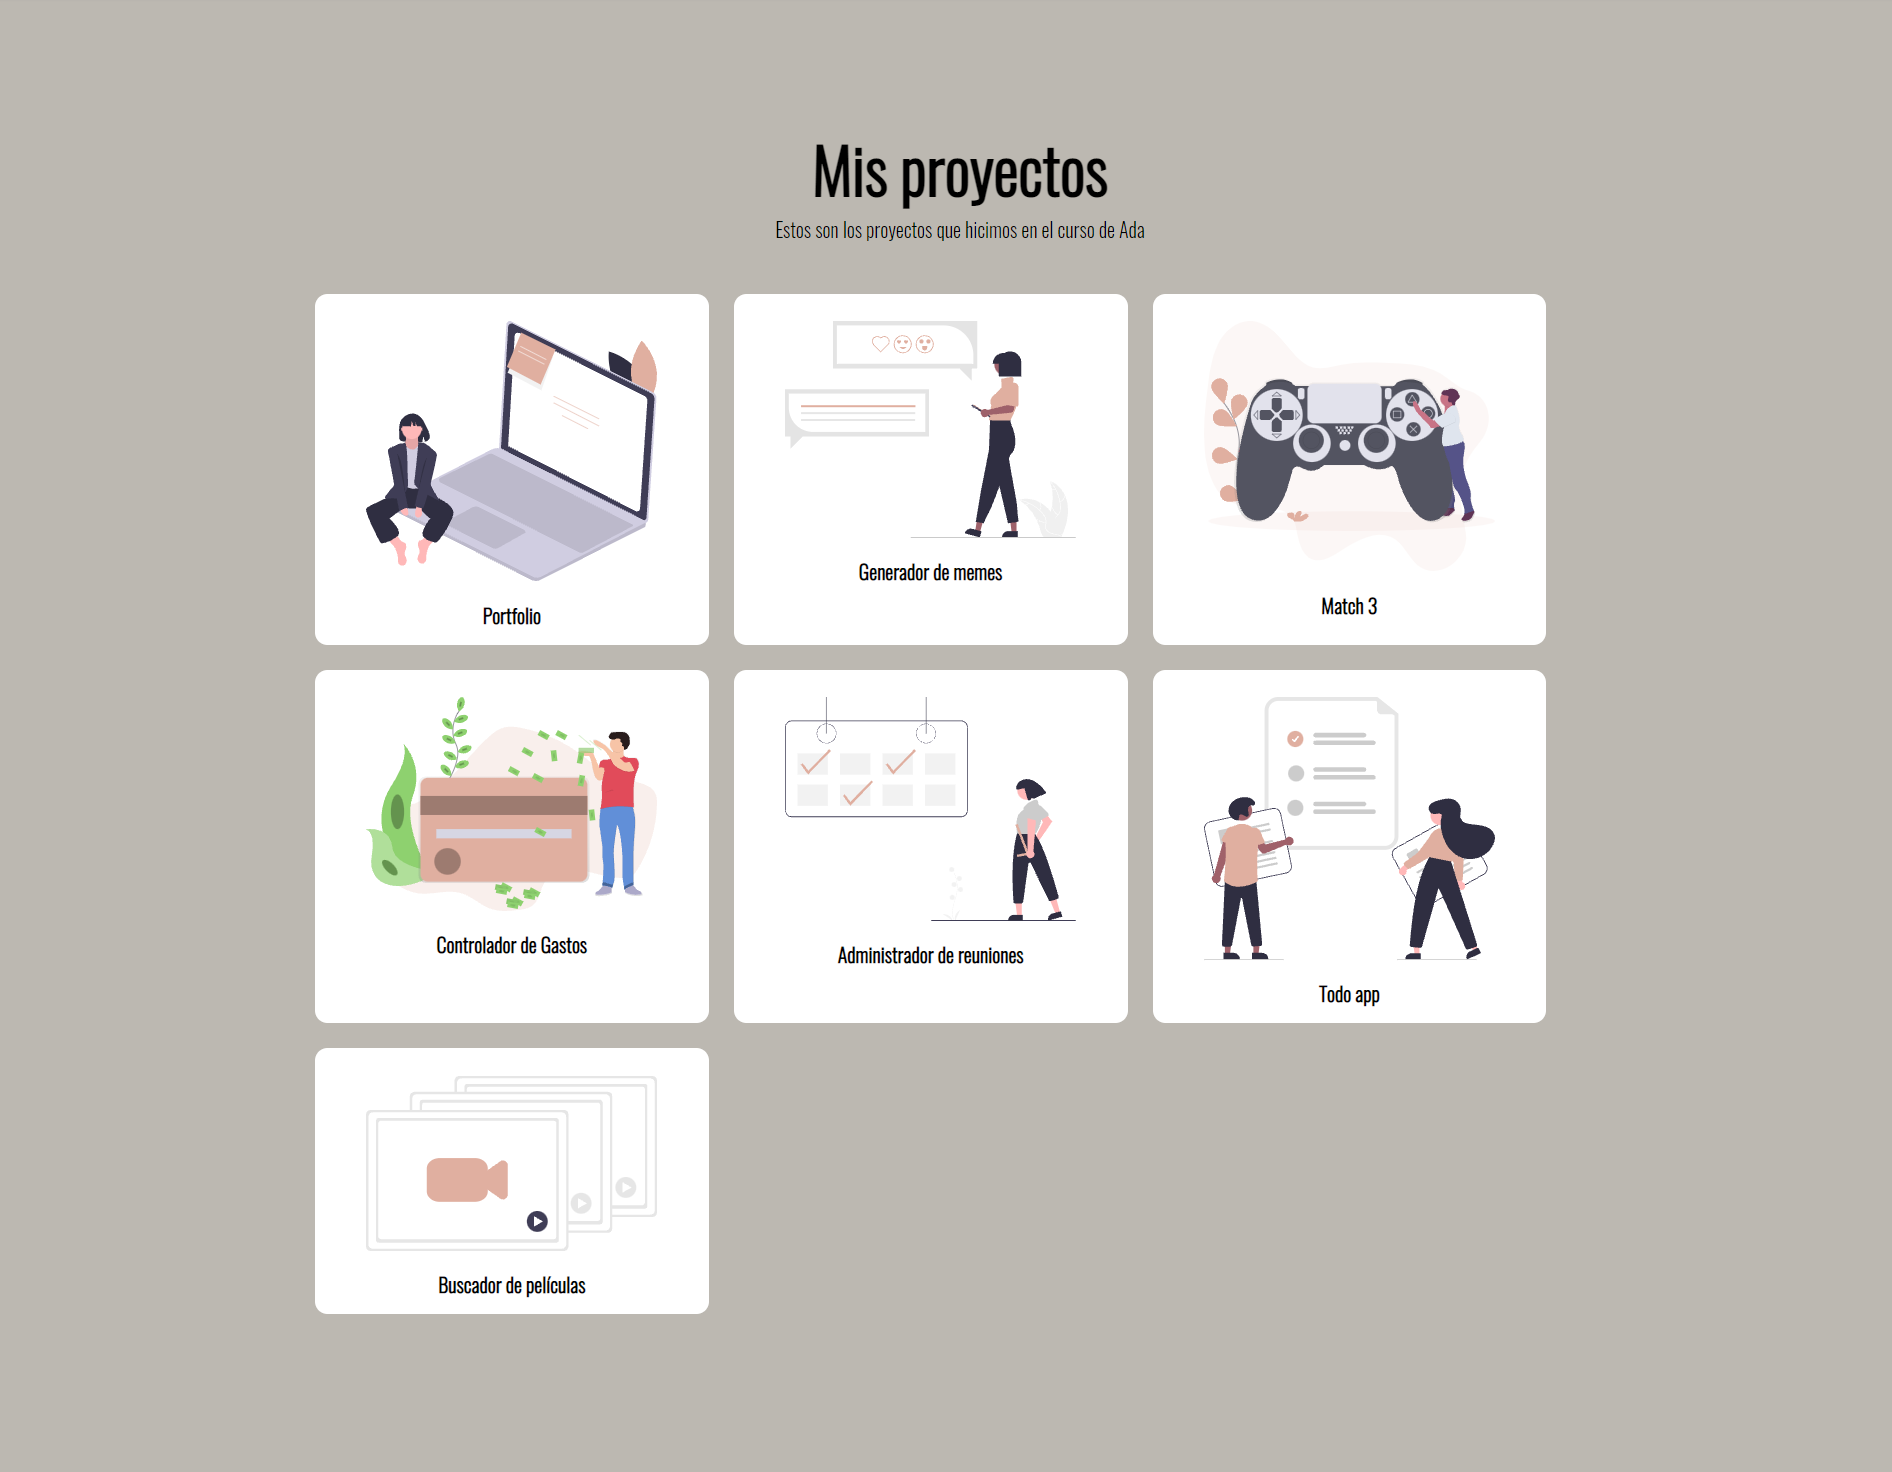 Mis proyectos
Estos son los proyectos que hicimos en el curso de Ada
Portfolio
Generador de memes
Match 3
Controlador de Gastos
Administrador de reuniones
Todo app
Buscador de películas